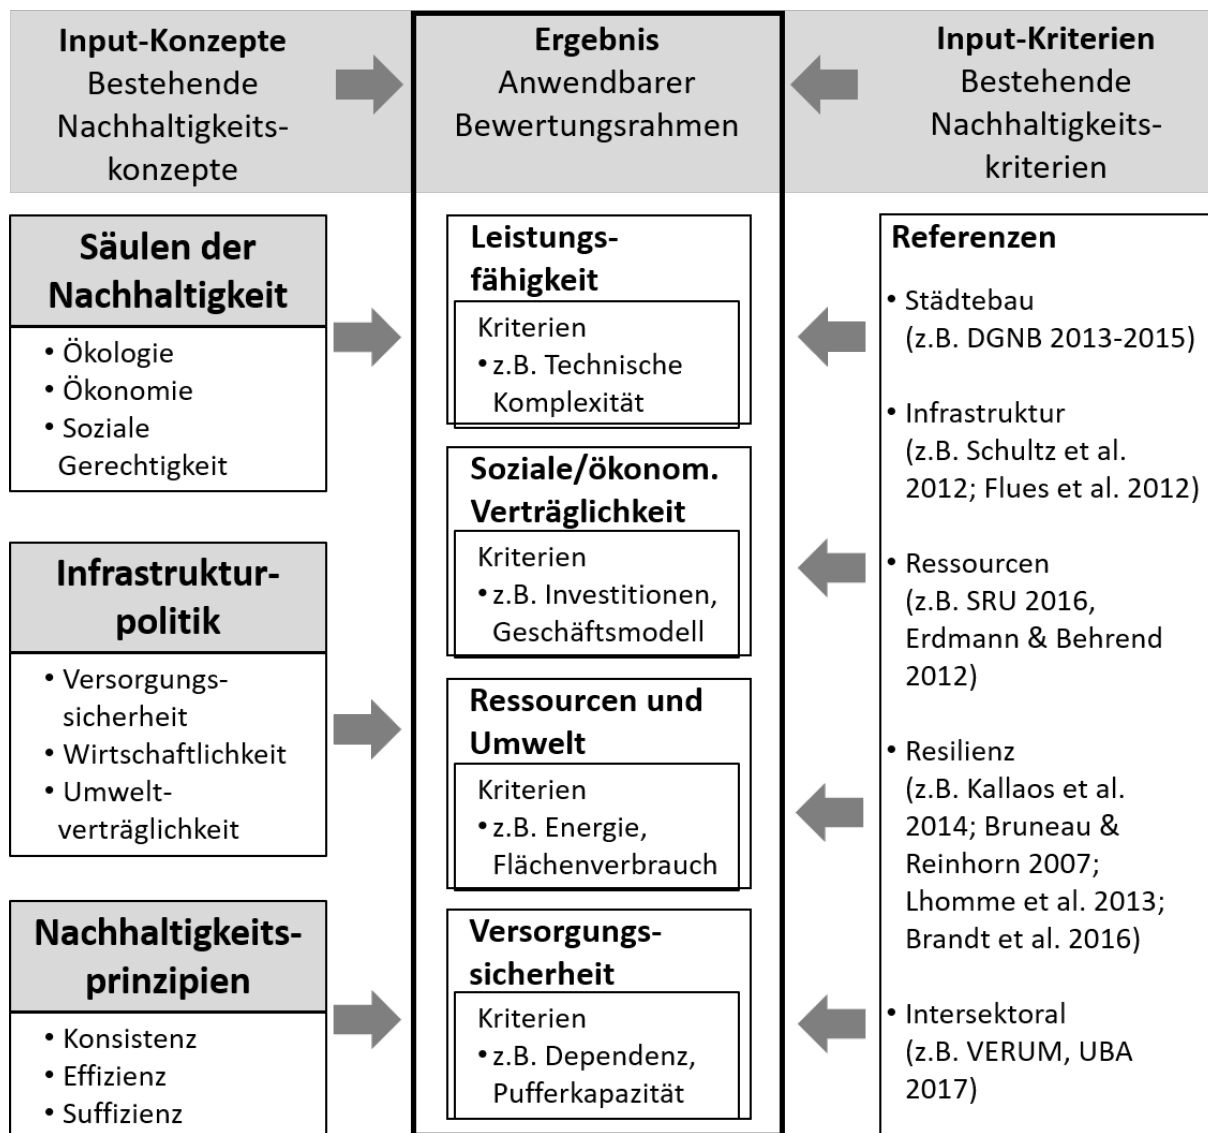 Input-Konzepte
Bestehende
Nachhaltigkeits-
konzepte
Ergebnis
Anwendbarer
Bewertungsrahmen
Input-Kriterien
Bestehende
Nachhaltigkeits-
kriterien
Säulen der
Nachhaltigkeit
• Ökologie
• Ökonomie
• Soziale
Gerechtigkeit
Infrastruktur-
politik
• Versorgungs-
sicherheit
• Wirtschaftlichkeit
• Umwelt-
verträglichkeit
Nachhaltigkeits-
prinzipien
• Konsistenz
• Effizienz
• Suffizienz
Leistungs-
fähigkeit
Kriterien
• z.B. Technische
Komplexität
Soziale/ökonom.
Verträglichkeit
Kriterien
• z.B. Investitionen,
Geschäftsmodell
Ressourcen und
Umwelt
Kriterien
• z.B. Energie,
Flächenverbrauch
Versorgungs-
sicherheit
Kriterien
• z.B. Dependenz,
Pufferkapazität
Referenzen
• Städtebau
(z.B. DGNB 2013-2015)
• Infrastruktur
(z.B. Schultz et al.
2012; Flues et al. 2012)
• Ressourcen
(z.B. SRU 2016,
Erdmann & Behrend
2012)
• Resilienz
(z.B. Kallaos et al.
2014; Bruneau &
Reinhorn 2007;
Lhomme et al. 2013;
Brandt et al. 2016)
• Intersektoral
(z.B. VERUM, UBA
2017)